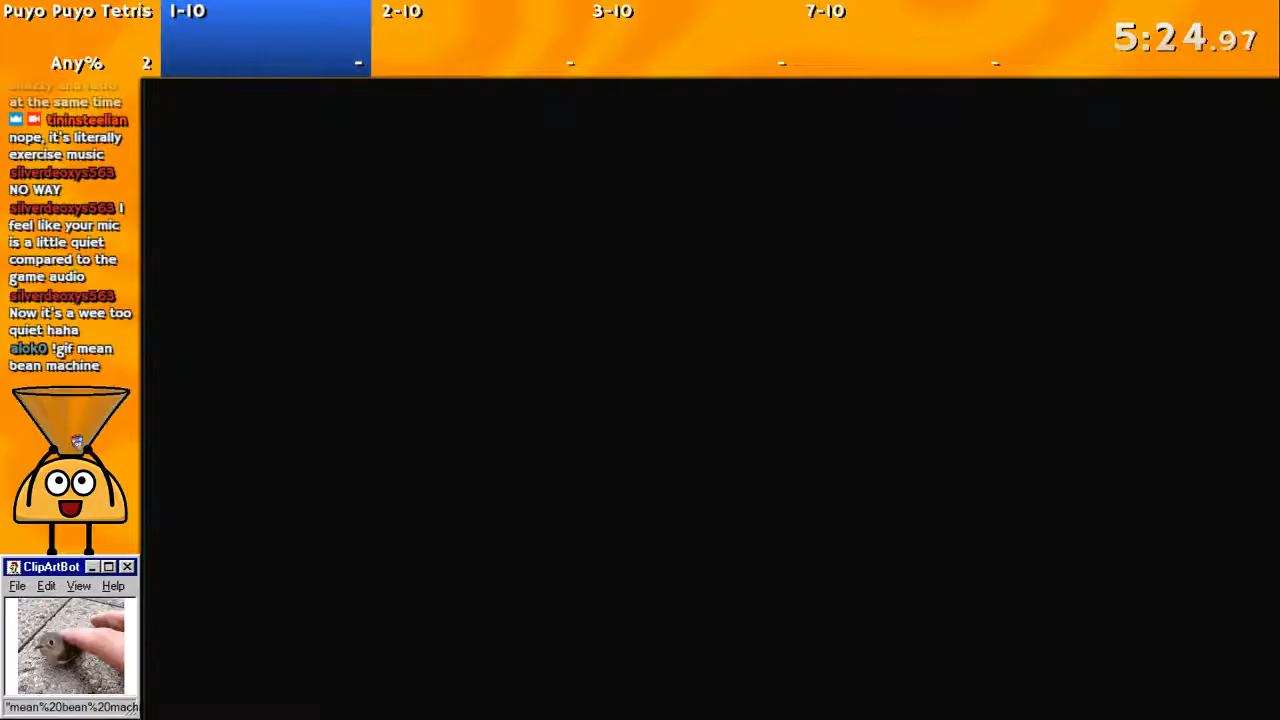 Puyo Puyo Tetris
Any% 2
1-10
-
2-10
-
3-10
-
7-10
-
5:24.97
at the same time
tininsteelian
nope, it's literally
exercise music
silverdeoxys563
NO WAY
silverdeoxys563 I
feel like your mic
is a little quiet
compared to the
game audio
silverdeoxys563
Now it's a wee too
quiet haha
alok0 !gif mean
bean machine
ClipArtBot
File Edit View Help
"mean%20bean%20mach